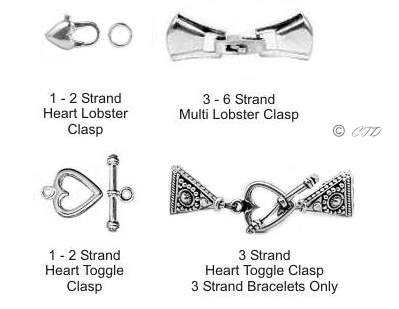 1 - 2 Strand
Heart Lobster
Clasp
3 - 6 Strand
Multi Lobster Clasp
© CTD
1 - 2 Strand
Heart Toggle
Clasp
3 Strand
Heart Toggle Clasp
3 Strand Bracelets Only